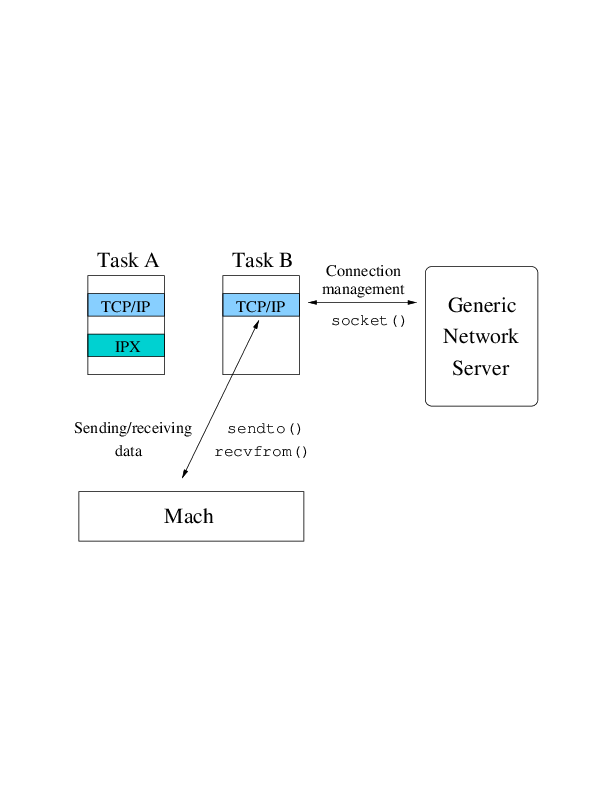 Task A
Task B
TCP/IP
IPX
TCP/IP
Connection
management
socket()
Generic
Network
Server
Sending/receiving
data
sendto()
recvfrom()
Mach